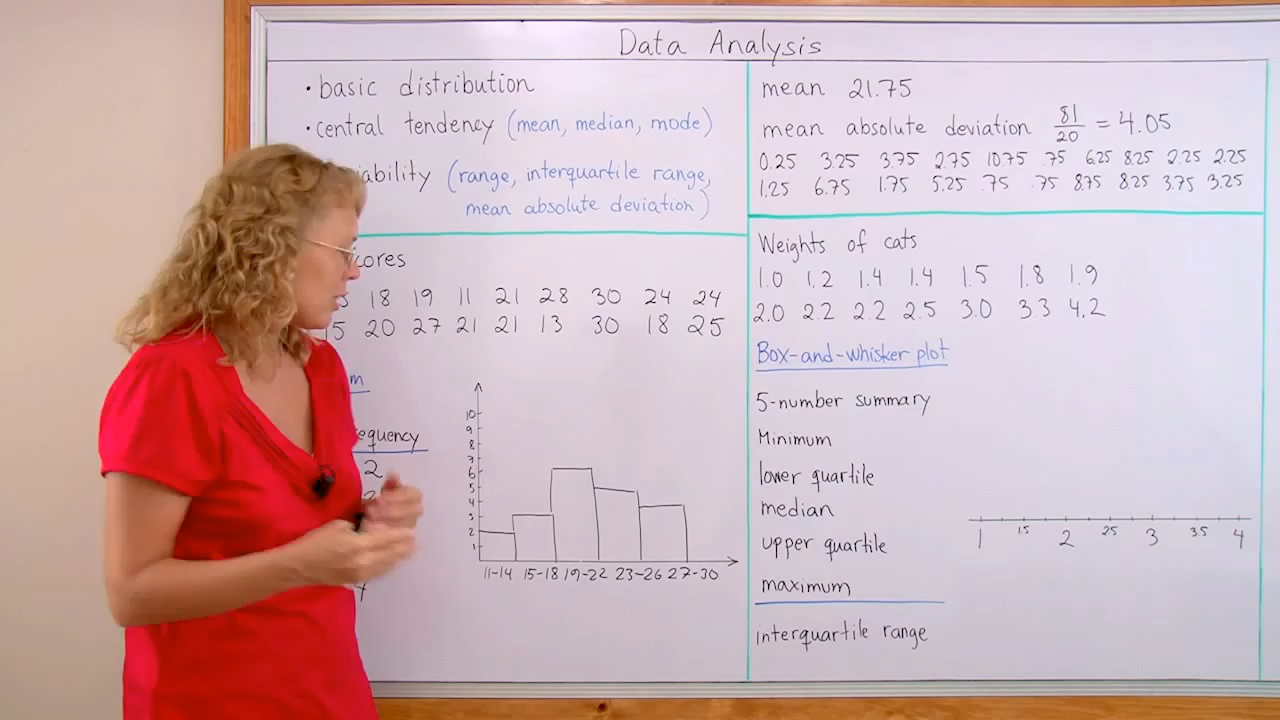 Data Analysis
• basic distribution
• central tendency (mean, median, mode)
(range, interquartile range,
mean absolute deviation)
18 19 11 21 28 30 24 24
15 20 27 21 21 13 30 18 25
2
10
9
8
7
6
5
4
3
2
1
11-14 15-18 19-22 23-26 27-30
mean 21.75
mean absolute deviation 81/20 = 4.05
0.25 3.25 3.75 2.75 10.75 .75 6.25 8.25 2.25 2.25
1.25 6.75 1.75 5.25 .75 .75 8.75 8.25 3.75 3.25
Weights of cats
1.0 1.2 1.4 1.4 1.5 1.8 1.9
2.0 2.2 2.2 2.5 3.0 3.3 4.2
Box-and-whisker plot
5-number summary
Minimum
lower quartile
median
upper quartile
maximum
interquartile range
1 1.5 2 2.5 3 3.5 4